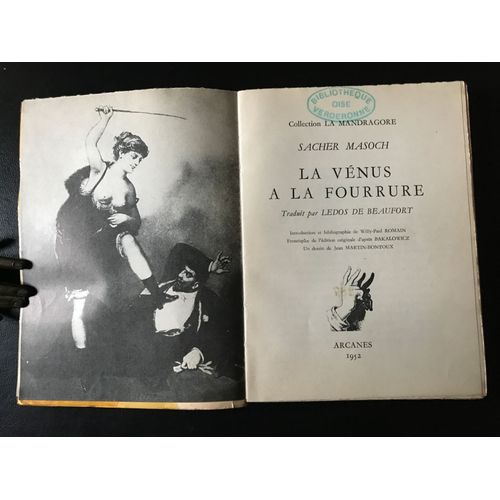 BIBLIOTHEQUE
OISE
VERDERONNE
Collection LA MANDRAGORE
SACHER MASOCH
LA VÉNUS
A LA FOURRURE
Traduit par LEDOS DE BEAUFORT
Introduction et bibliographie de Willy-Paul ROMAIN
Frontispice de l'édition originale d'après BAKALOWICZ
Un dessin de Jean MARTIN-BONTOUX
ARCANES
1952